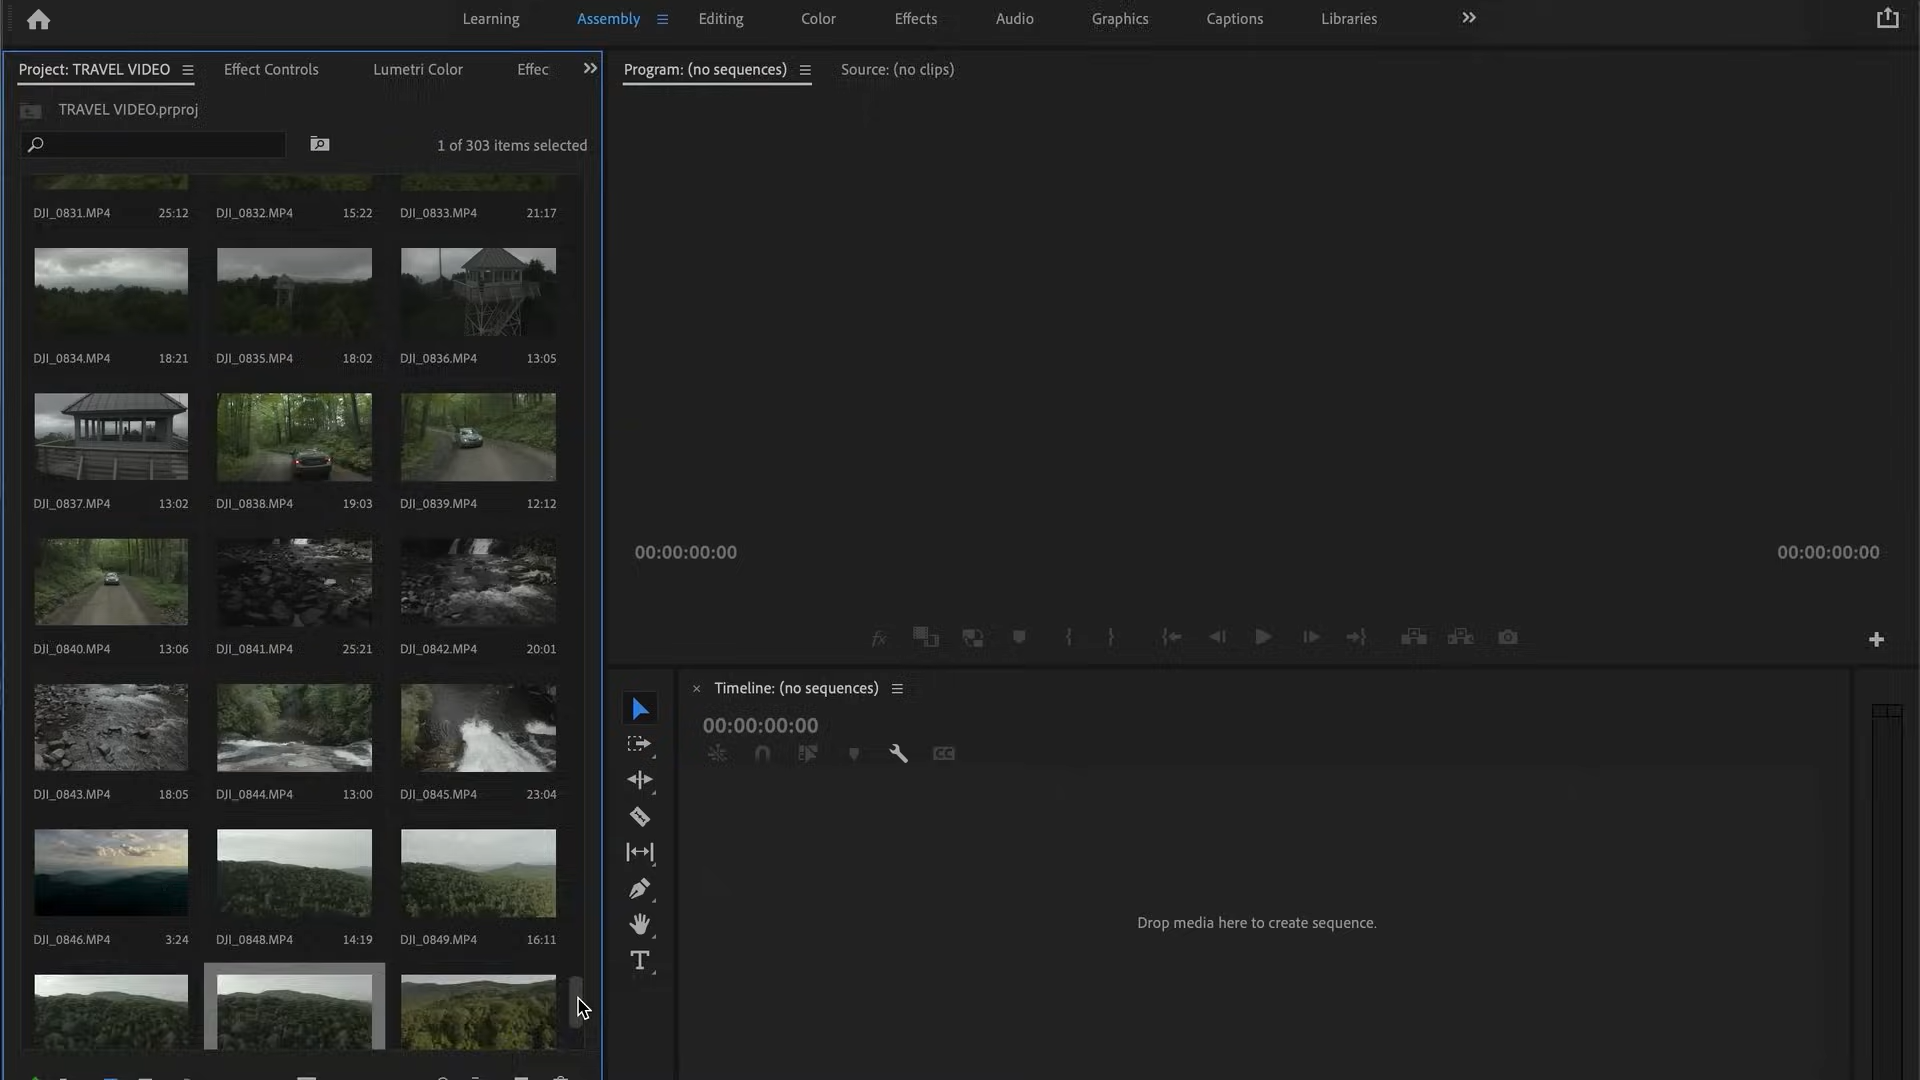 Learning Assembly Editing Color Effects Audio Graphics Captions Libraries
Project: TRAVEL VIDEO Effect Controls Lumetri Color Effec
Program: (no sequences) Source: (no clips)
TRAVEL VIDEO.prproj
1 of 303 items selected
DJI_0831.MP4 25:12 DJI_0832.MP4 15:22 DJI_0833.MP4 21:17
DJI_0834.MP4 18:21 DJI_0835.MP4 18:02 DJI_0836.MP4 13:05
DJI_0837.MP4 13:02 DJI_0838.MP4 19:03 DJI_0839.MP4 12:12
DJI_0840.MP4 13:06 DJI_0841.MP4 25:21 DJI_0842.MP4 20:01
DJI_0843.MP4 18:05 DJI_0844.MP4 13:00 DJI_0845.MP4 23:04
DJI_0846.MP4 3:24 DJI_0848.MP4 14:19 DJI_0849.MP4 16:11
00:00:00:00 00:00:00:00
fx
Timeline: (no sequences)
00:00:00:00
CC
Drop media here to create sequence.
T